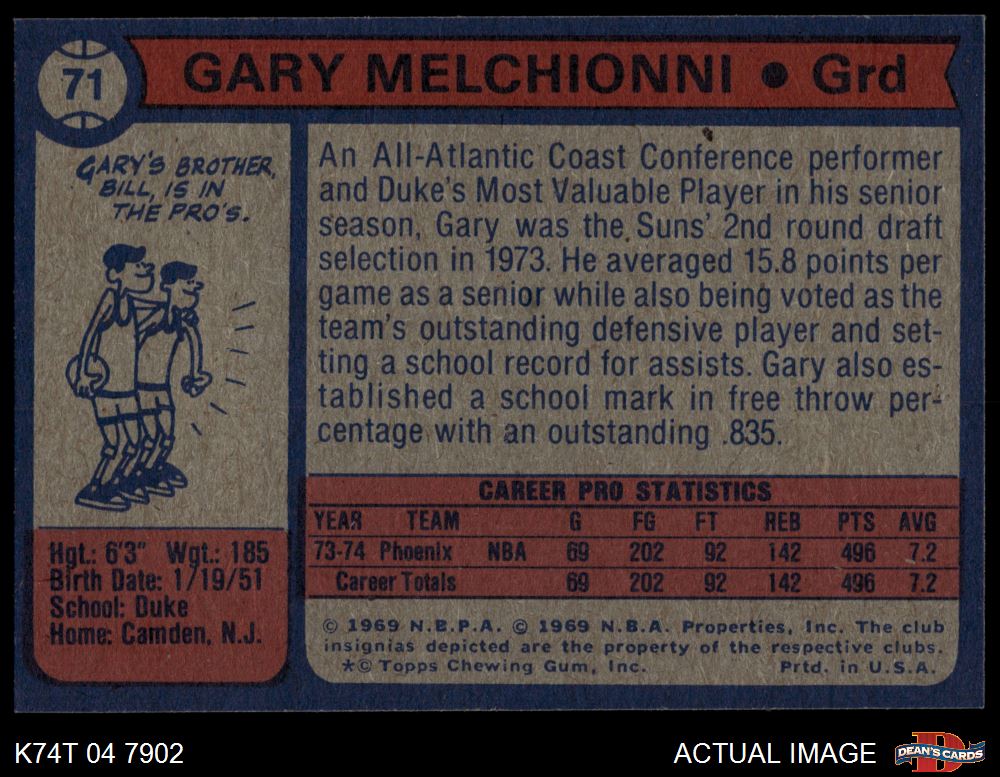 71
GARY MELCHIONNI • Grd
GARY'S BROTHER,
BILL, IS IN
THE PRO'S.
An All-Atlantic Coast Conference performer
and Duke's Most Valuable Player in his senior
season, Gary was the Suns' 2nd round draft
selection in 1973. He averaged 15.8 points per
game as a senior while also being voted as the
team's outstanding defensive player and set-
ting a school record for assists. Gary also es-
tablished a school mark in free throw per-
centage with an outstanding .835.
Hgt.: 6'3" Wgt.: 185
Birth Date: 1/19/51
School: Duke
Home: Camden, N.J.
CAREER PRO STATISTICS
YEAR TEAM G FG FT REB PTS AVG
73-74 Phoenix NBA 69 202 92 142 496 7.2
Career Totals 69 202 92 142 496 7.2
© 1969 N.B.P.A. © 1969 N.B.A. Properties, Inc. The club
insignias depicted are the property of the respective clubs.
*© Topps Chewing Gum, Inc. Prtd. in U.S.A.
K74T 04 7902
ACTUAL IMAGE
D
DEAN'S CARDS